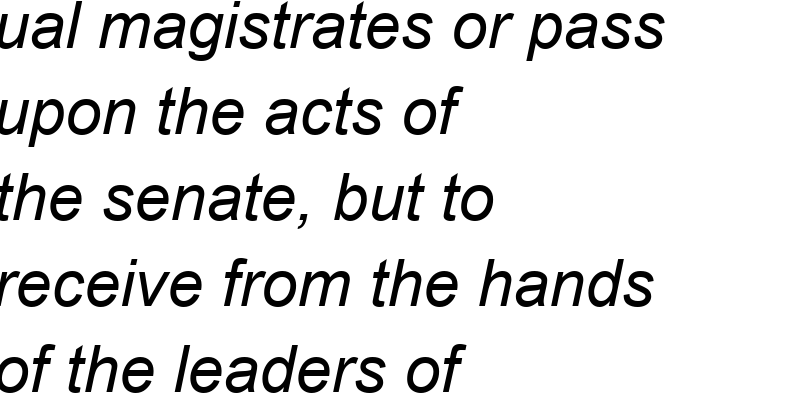 ual magistrates or pass
upon the acts of
the senate, but to
receive from the hands
of the leaders of